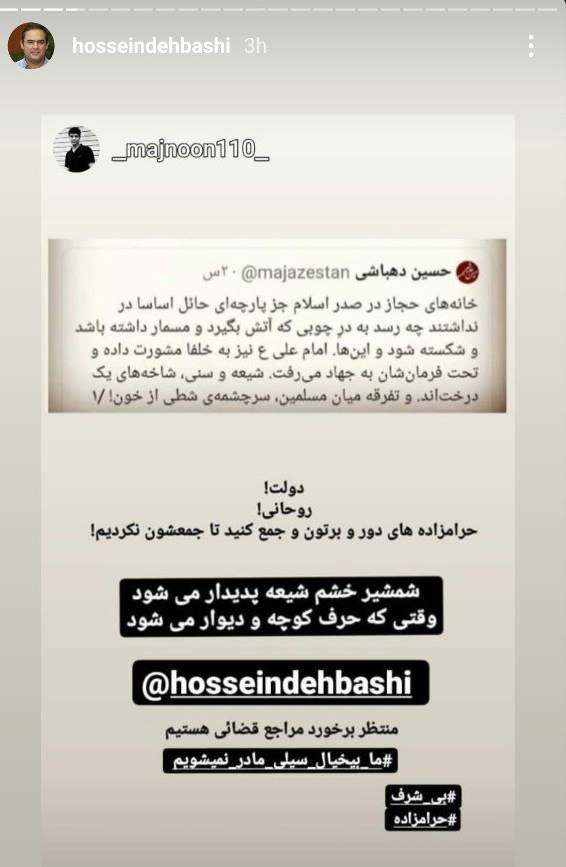 hosseindehbashi 3h
_majnoon110_
حسین دهباشی @majazestan · ۲۰س
خانه‌های حجاز در صدر اسلام جز پارچه‌ای حائل اساسا در
نداشتند چه رسد به درِ چوبی که آتش بگیرد و مسمار داشته باشد
و شکسته شود و این‌ها. امام علی ع نیز به خلفا مشورت داده و
تحت فرمان‌شان به جهاد می‌رفت. شیعه و سنی، شاخه‌های یک
درخت‌اند. و تفرقه میان مسلمین، سرچشمه‌ی شطی از خون! /۱
دولت!
روحانی!
حرامزاده های دور و برتون و جمع کنید تا جمعشون نکردیم!
شمشیر خشم شیعه پدیدار می شود
وقتی که حرف کوچه و دیوار می شود
@hosseindehbashi
منتظر برخورد مراجع قضائی هستیم
#ما_بیخیال_سیلی_مادر_نمیشویم
#بی_شرف
#حرامزاده